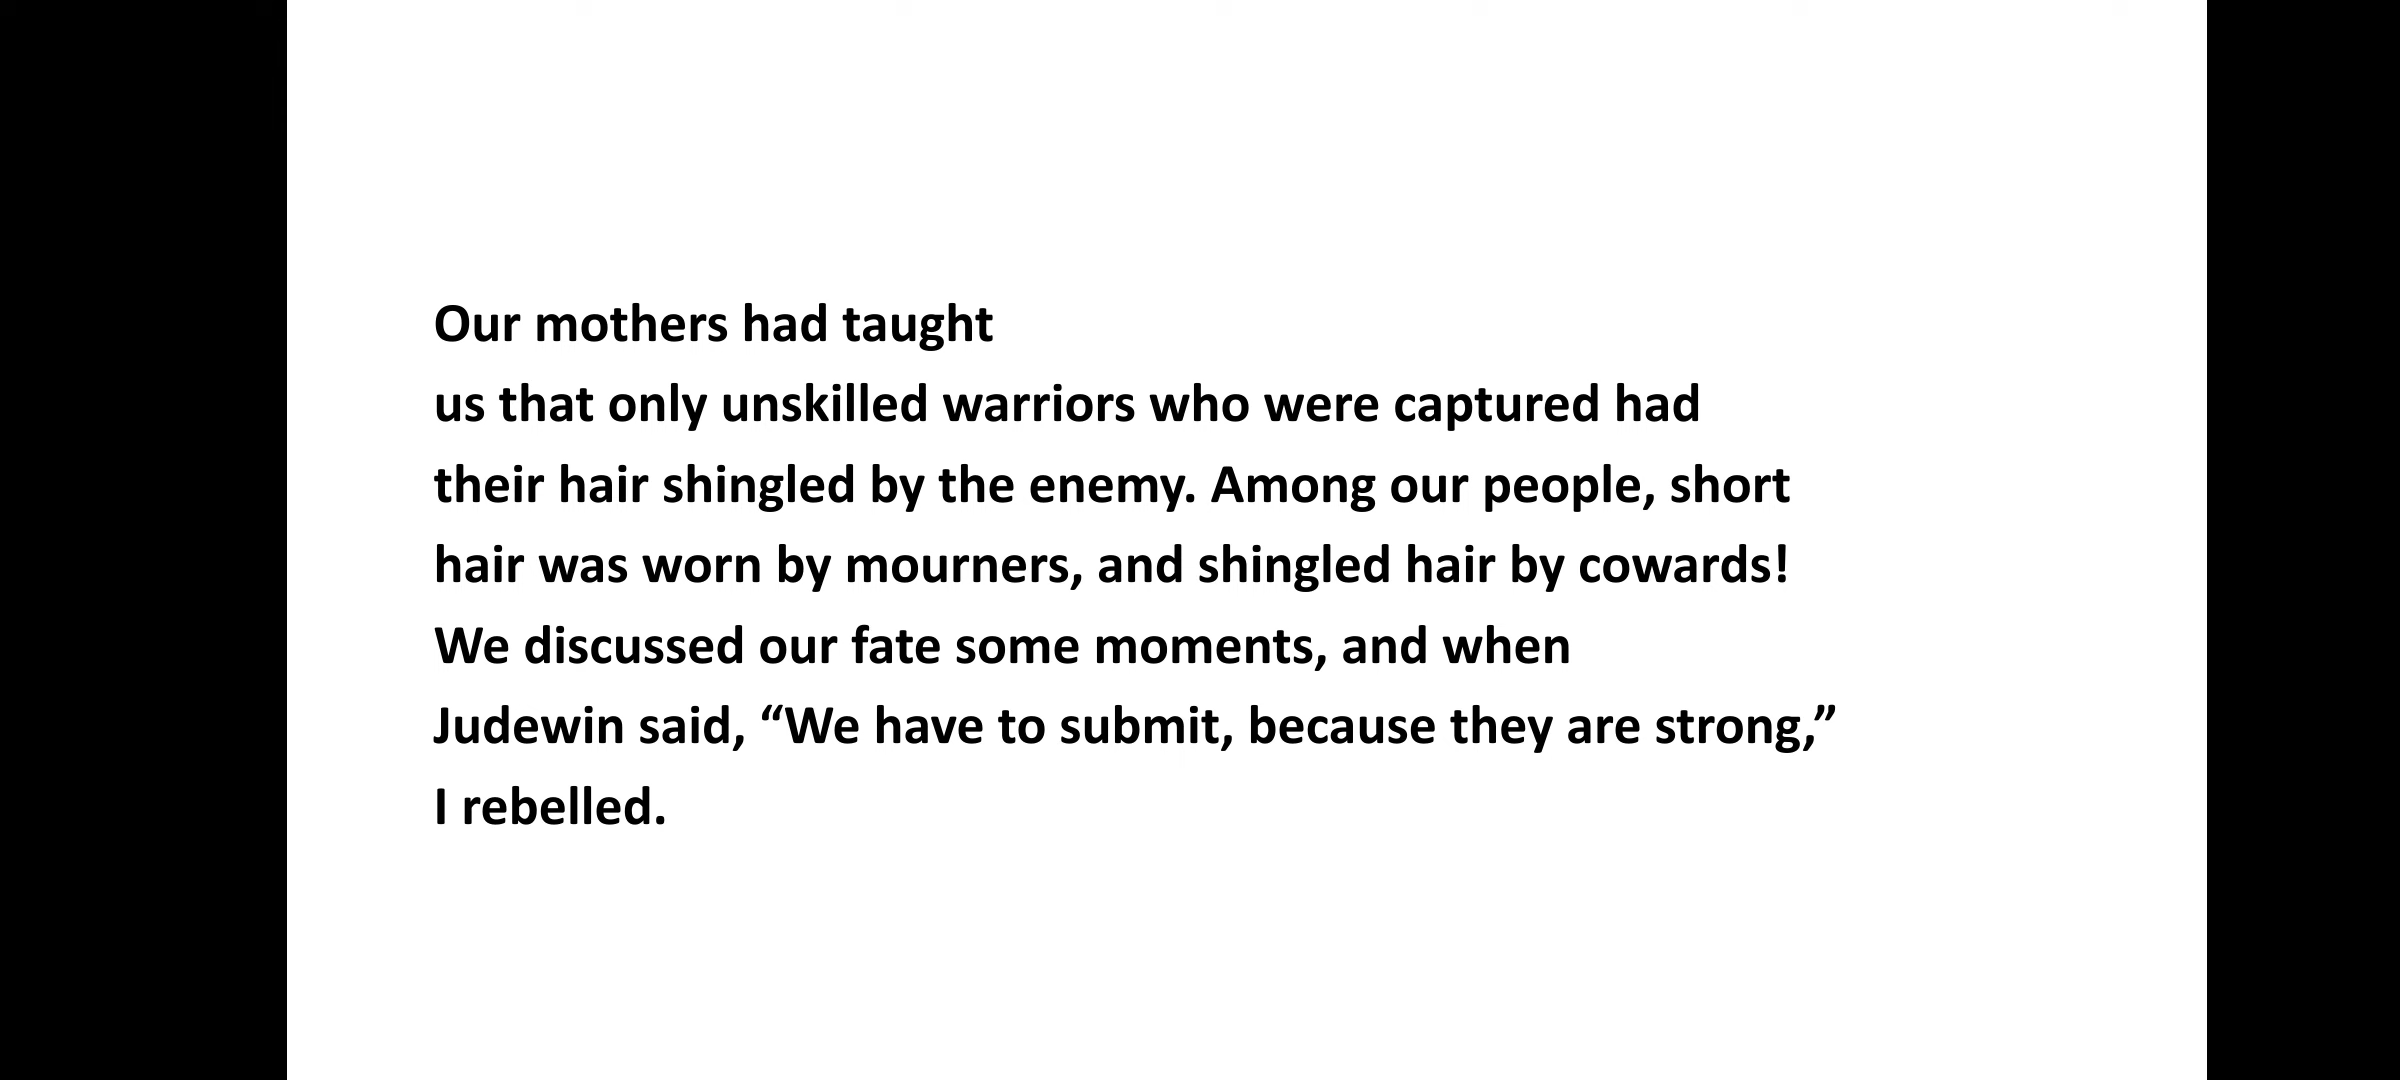 Our mothers had taught
us that only unskilled warriors who were captured had
their hair shingled by the enemy. Among our people, short
hair was worn by mourners, and shingled hair by cowards!
We discussed our fate some moments, and when
Judewin said, “We have to submit, because they are strong,”
I rebelled.